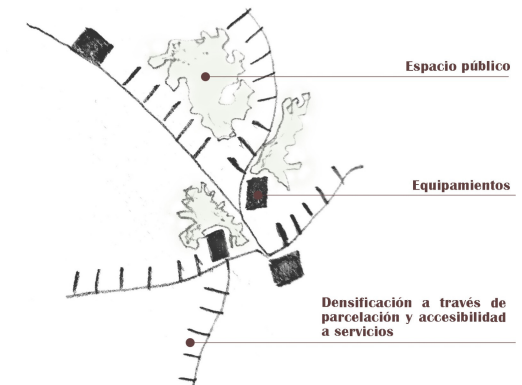 Espacio público
Equipamientos
Densificación a través de
parcelación y accesibilidad
a servicios